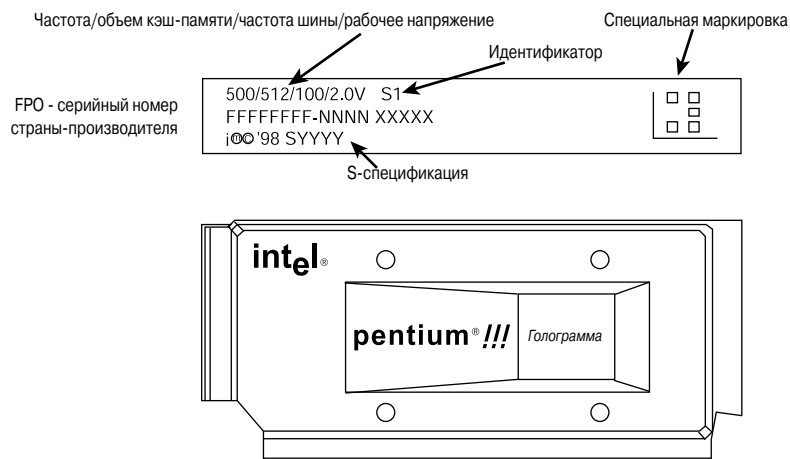 Частота/объем кэш-памяти/частота шины/рабочее напряжение
Специальная маркировка
Идентификатор
FPO - серийный номер
страны-производителя
500/512/100/2.0V S1
FFFFFFFF-NNNN XXXXX
i ⓜ © '98 SYYYY
S-спецификация
intel®
pentium® !!!
Голограмма